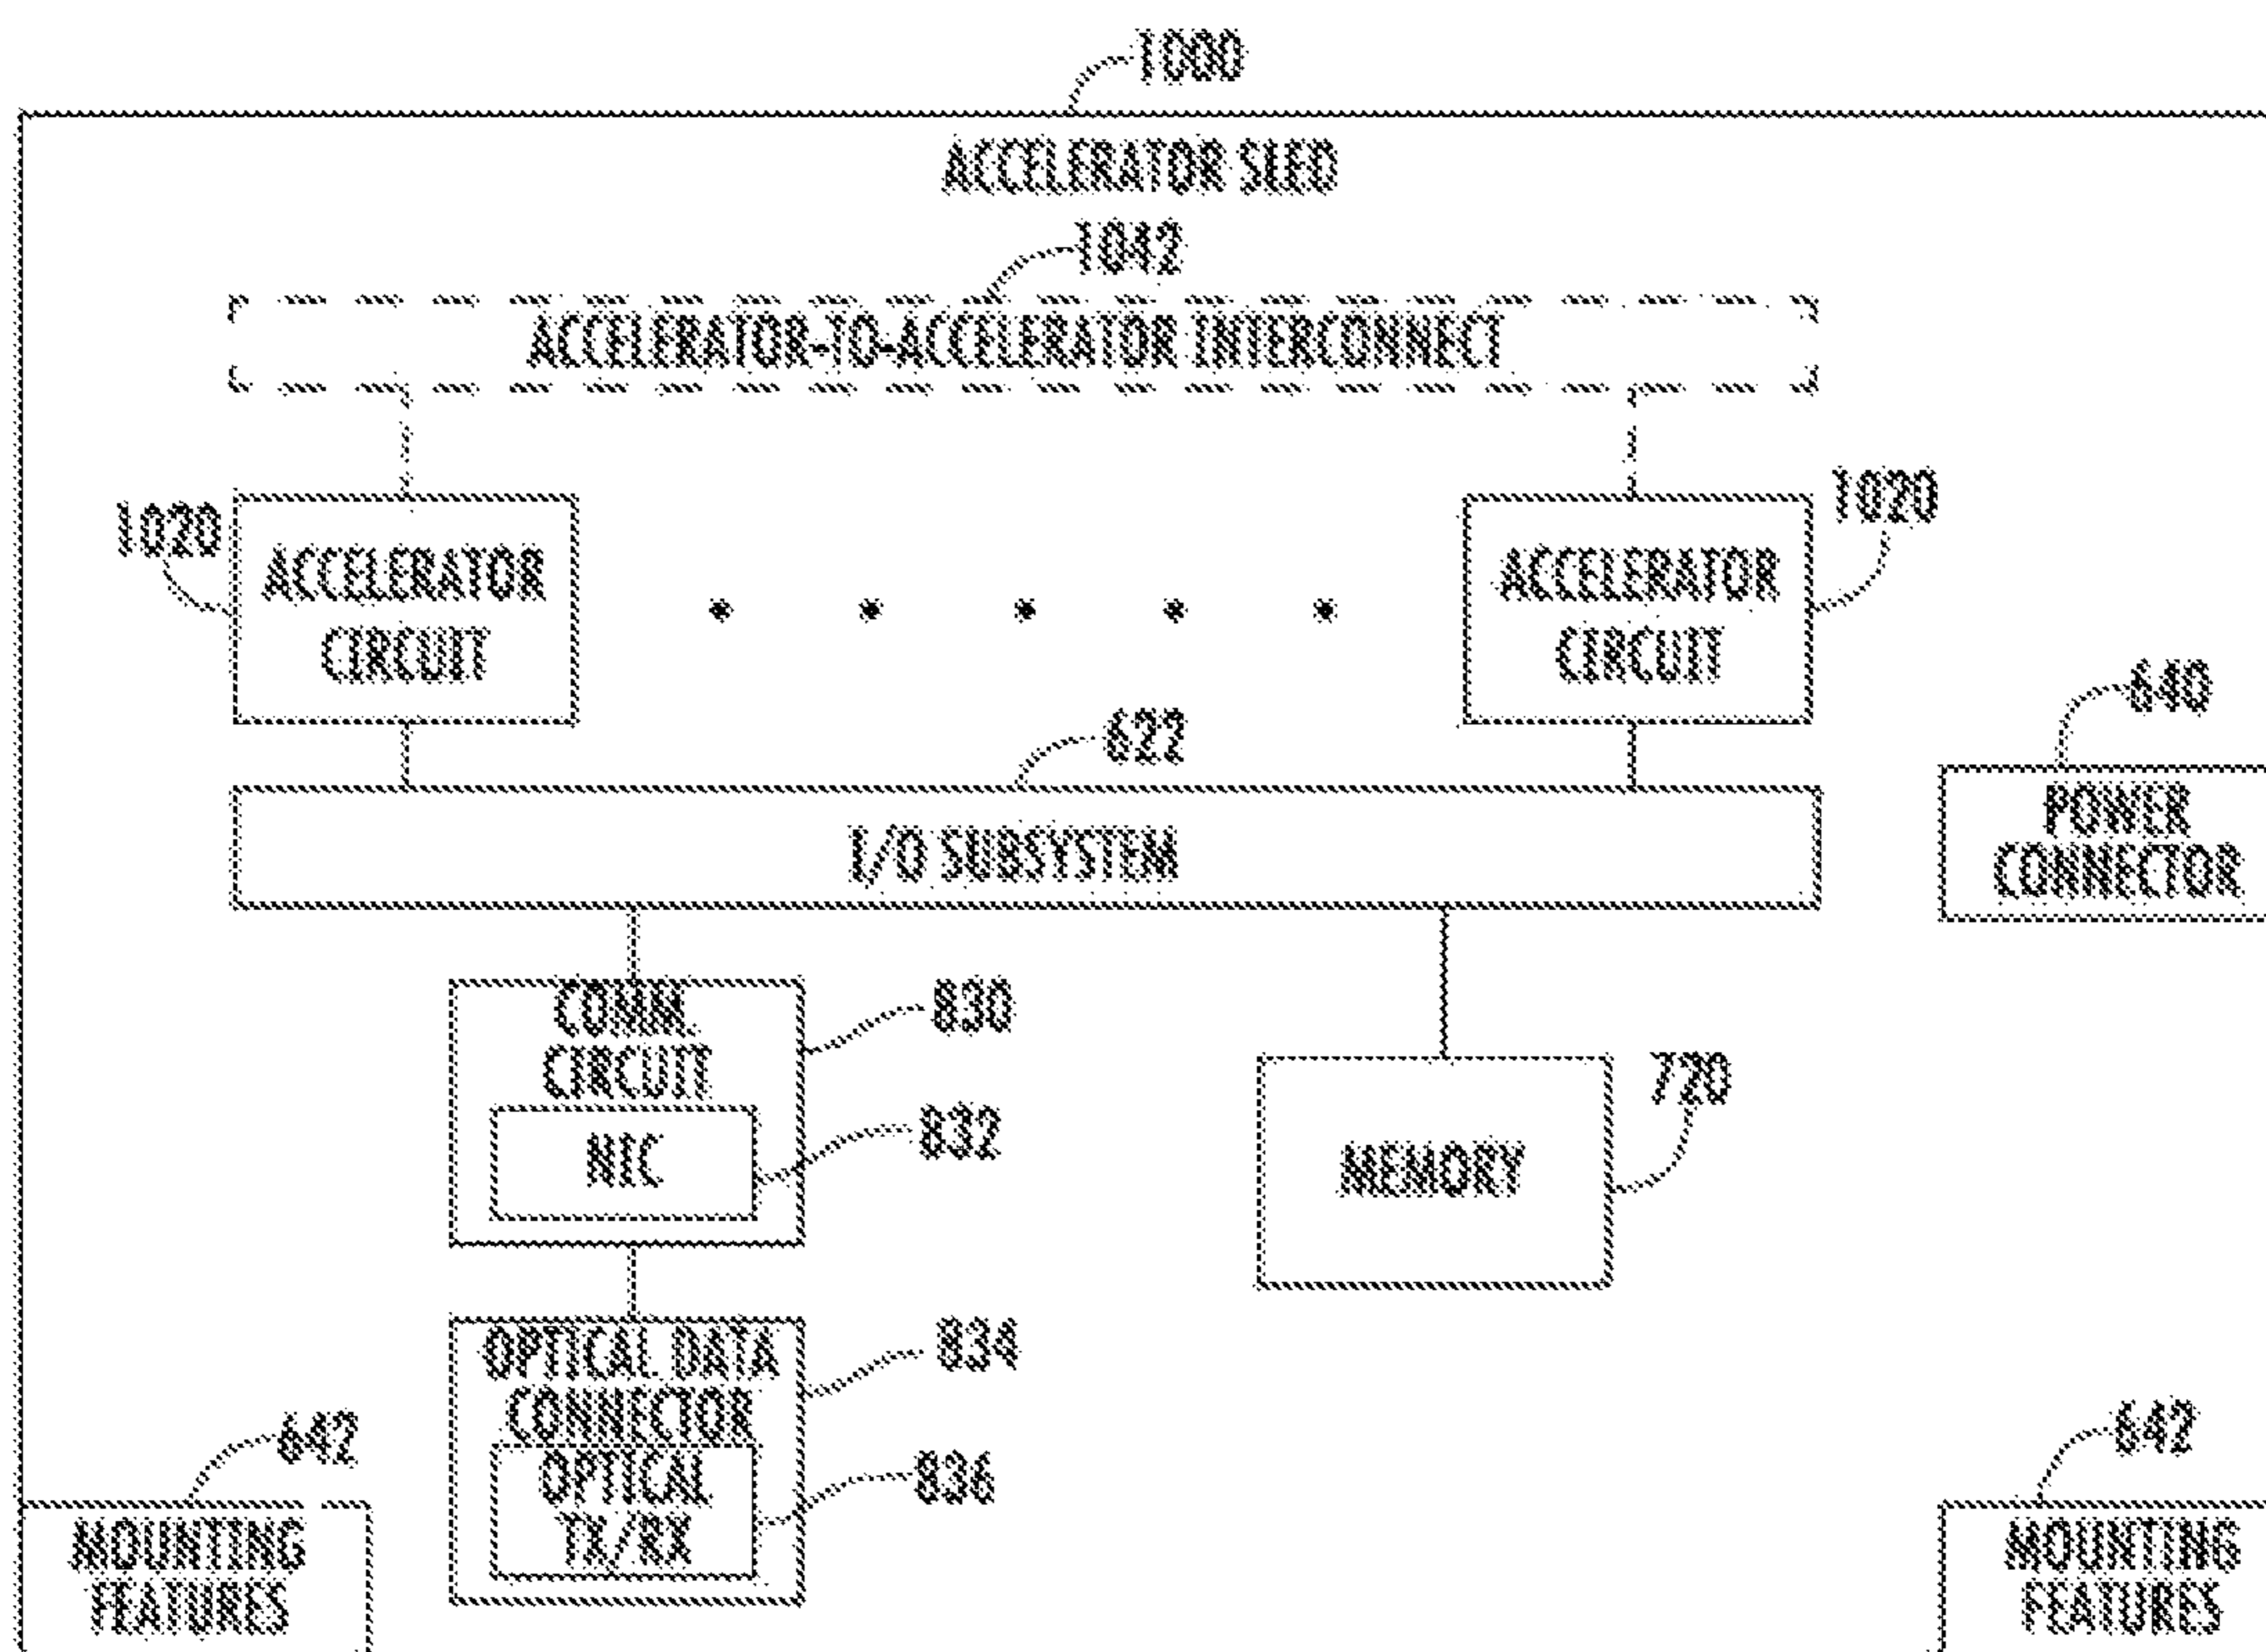 1000
ACCELERATOR SLED
1042
ACCELERATOR-TO-ACCELERATOR INTERCONNECT
1020
ACCELERATOR
CIRCUIT
ACCELERATOR
CIRCUIT
1020
622
640
I/O SUBSYSTEM
POWER
CONNECTOR
COMM.
CIRCUIT
830
NIC
832
MEMORY
720
OPTICAL DATA
CONNECTOR
834
OPTICAL
TX/RX
836
642
MOUNTING
FEATURES
642
MOUNTING
FEATURES